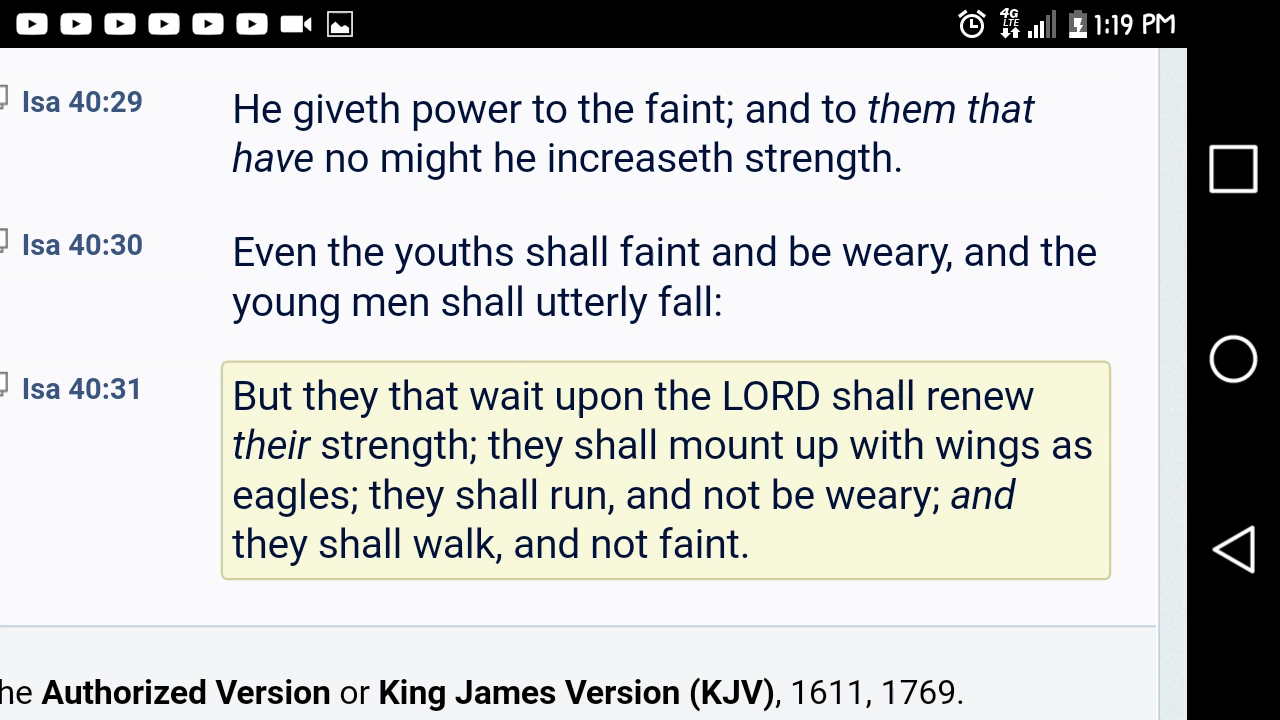 4G
LTE
1:19 PM
Isa 40:29
He giveth power to the faint; and to them that
have no might he increaseth strength.
Isa 40:30
Even the youths shall faint and be weary, and the
young men shall utterly fall:
Isa 40:31
But they that wait upon the LORD shall renew
their strength; they shall mount up with wings as
eagles; they shall run, and not be weary; and
they shall walk, and not faint.
he Authorized Version or King James Version (KJV), 1611, 1769.